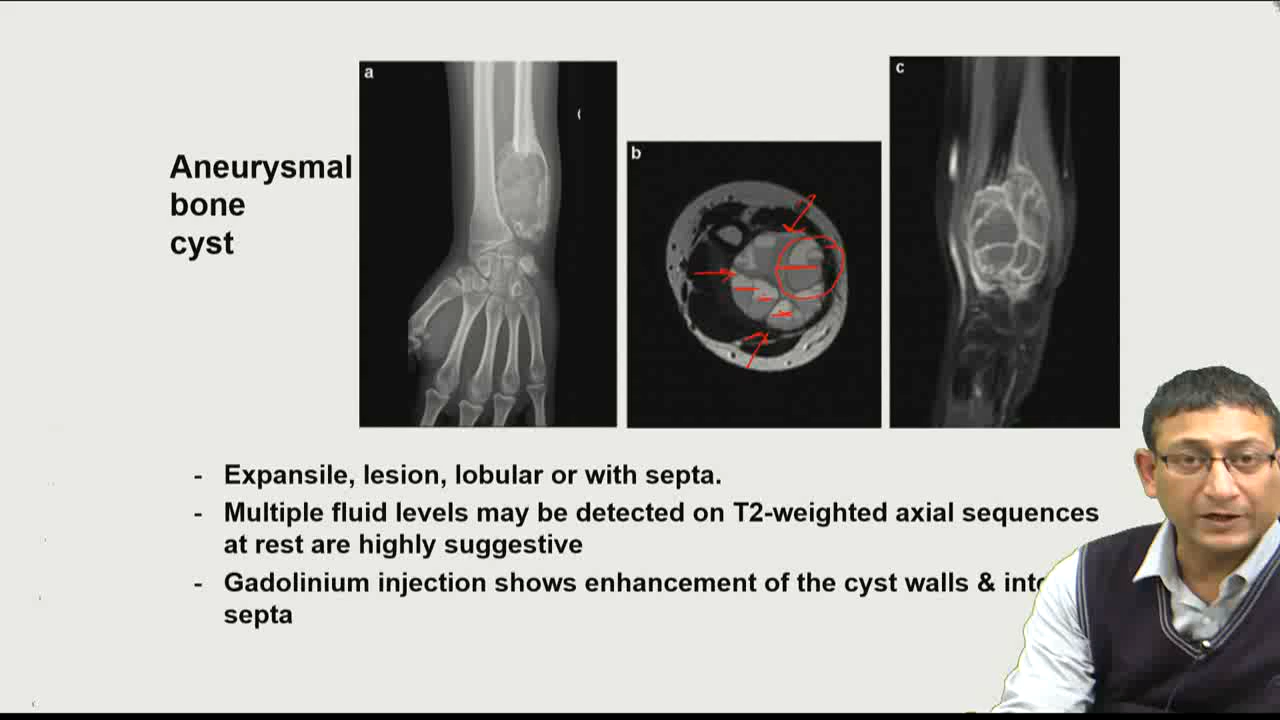 a
b
c
Aneurysmal
bone
cyst
- Expansile, lesion, lobular or with septa.
- Multiple fluid levels may be detected on T2-weighted axial sequences
at rest are highly suggestive
- Gadolinium injection shows enhancement of the cyst walls &
septa